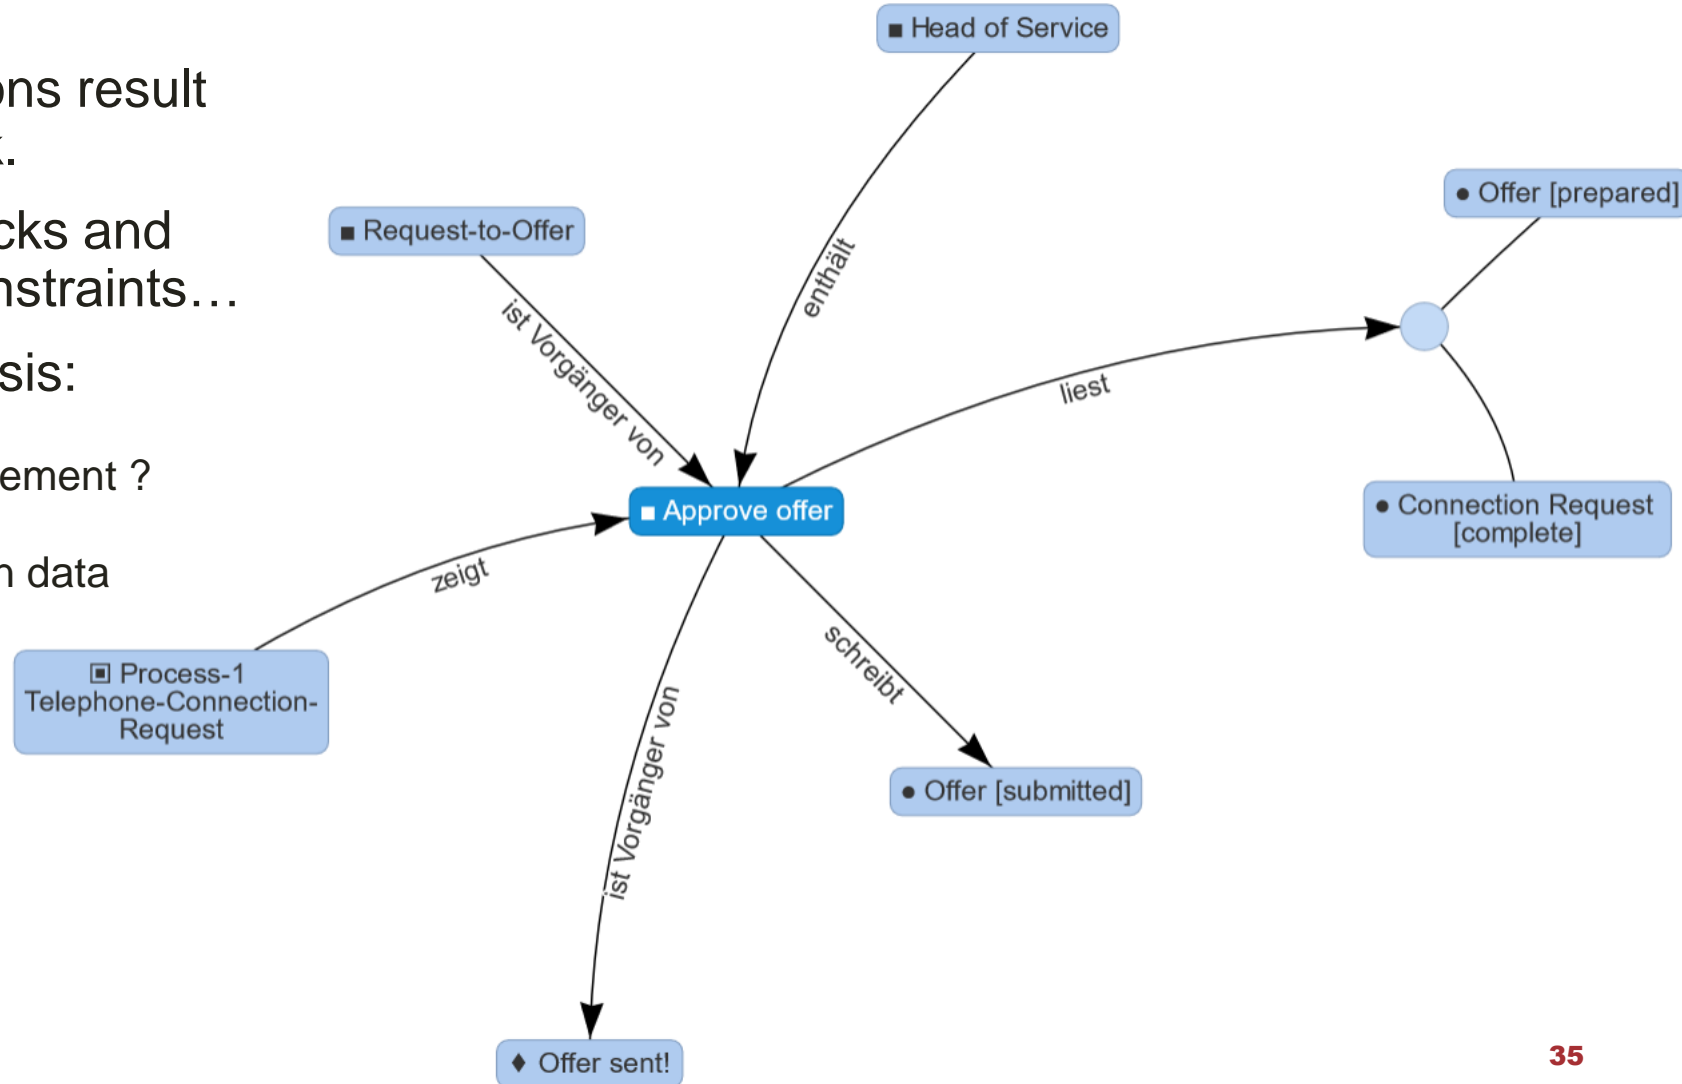 ons result
k.
cks and
nstraints…
sis:
ement ?
n data
■ Head of Service
■ Request-to-Offer
● Offer [prepared]
enthält
ist Vorgänger von
liest
■ Approve offer
● Connection Request
[complete]
zeigt
▣ Process-1
Telephone-Connection-
Request
schreibt
ist Vorgänger von
● Offer [submitted]
♦ Offer sent!
35